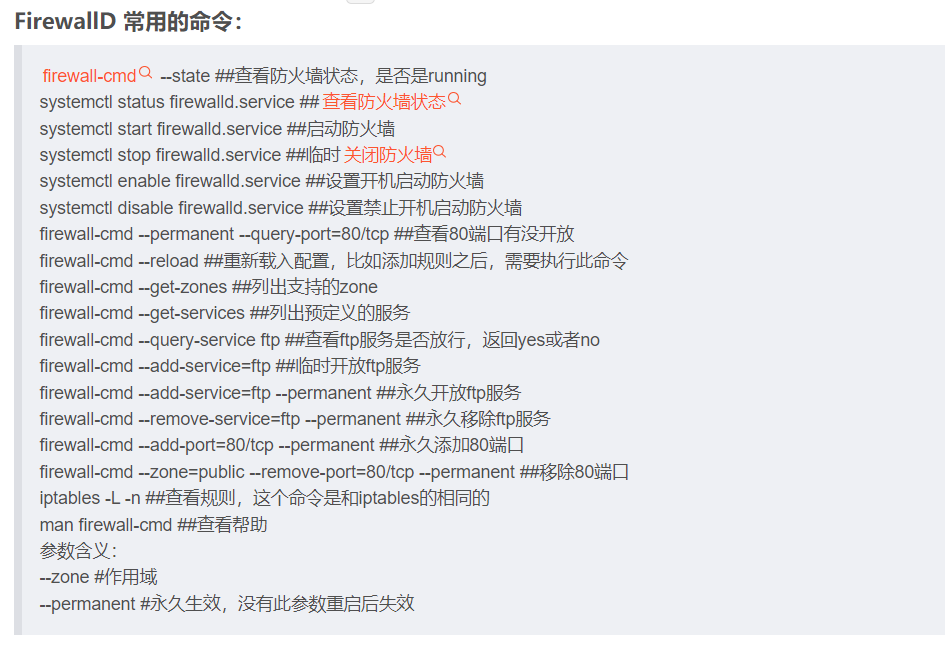 FirewallD 常用的命令：
firewall-cmd --state ##查看防火墙状态，是否是running
systemctl status firewalld.service ##查看防火墙状态
systemctl start firewalld.service ##启动防火墙
systemctl stop firewalld.service ##临时关闭防火墙
systemctl enable firewalld.service ##设置开机启动防火墙
systemctl disable firewalld.service ##设置禁止开机启动防火墙
firewall-cmd --permanent --query-port=80/tcp ##查看80端口有没开放
firewall-cmd --reload ##重新载入配置，比如添加规则之后，需要执行此命令
firewall-cmd --get-zones ##列出支持的zone
firewall-cmd --get-services ##列出预定义的服务
firewall-cmd --query-service ftp ##查看ftp服务是否放行，返回yes或者no
firewall-cmd --add-service=ftp ##临时开放ftp服务
firewall-cmd --add-service=ftp --permanent ##永久开放ftp服务
firewall-cmd --remove-service=ftp --permanent ##永久移除ftp服务
firewall-cmd --add-port=80/tcp --permanent ##永久添加80端口
firewall-cmd --zone=public --remove-port=80/tcp --permanent ##移除80端口
iptables -L -n ##查看规则，这个命令是和iptables的相同的
man firewall-cmd ##查看帮助
参数含义：
--zone #作用域
--permanent #永久生效，没有此参数重启后失效